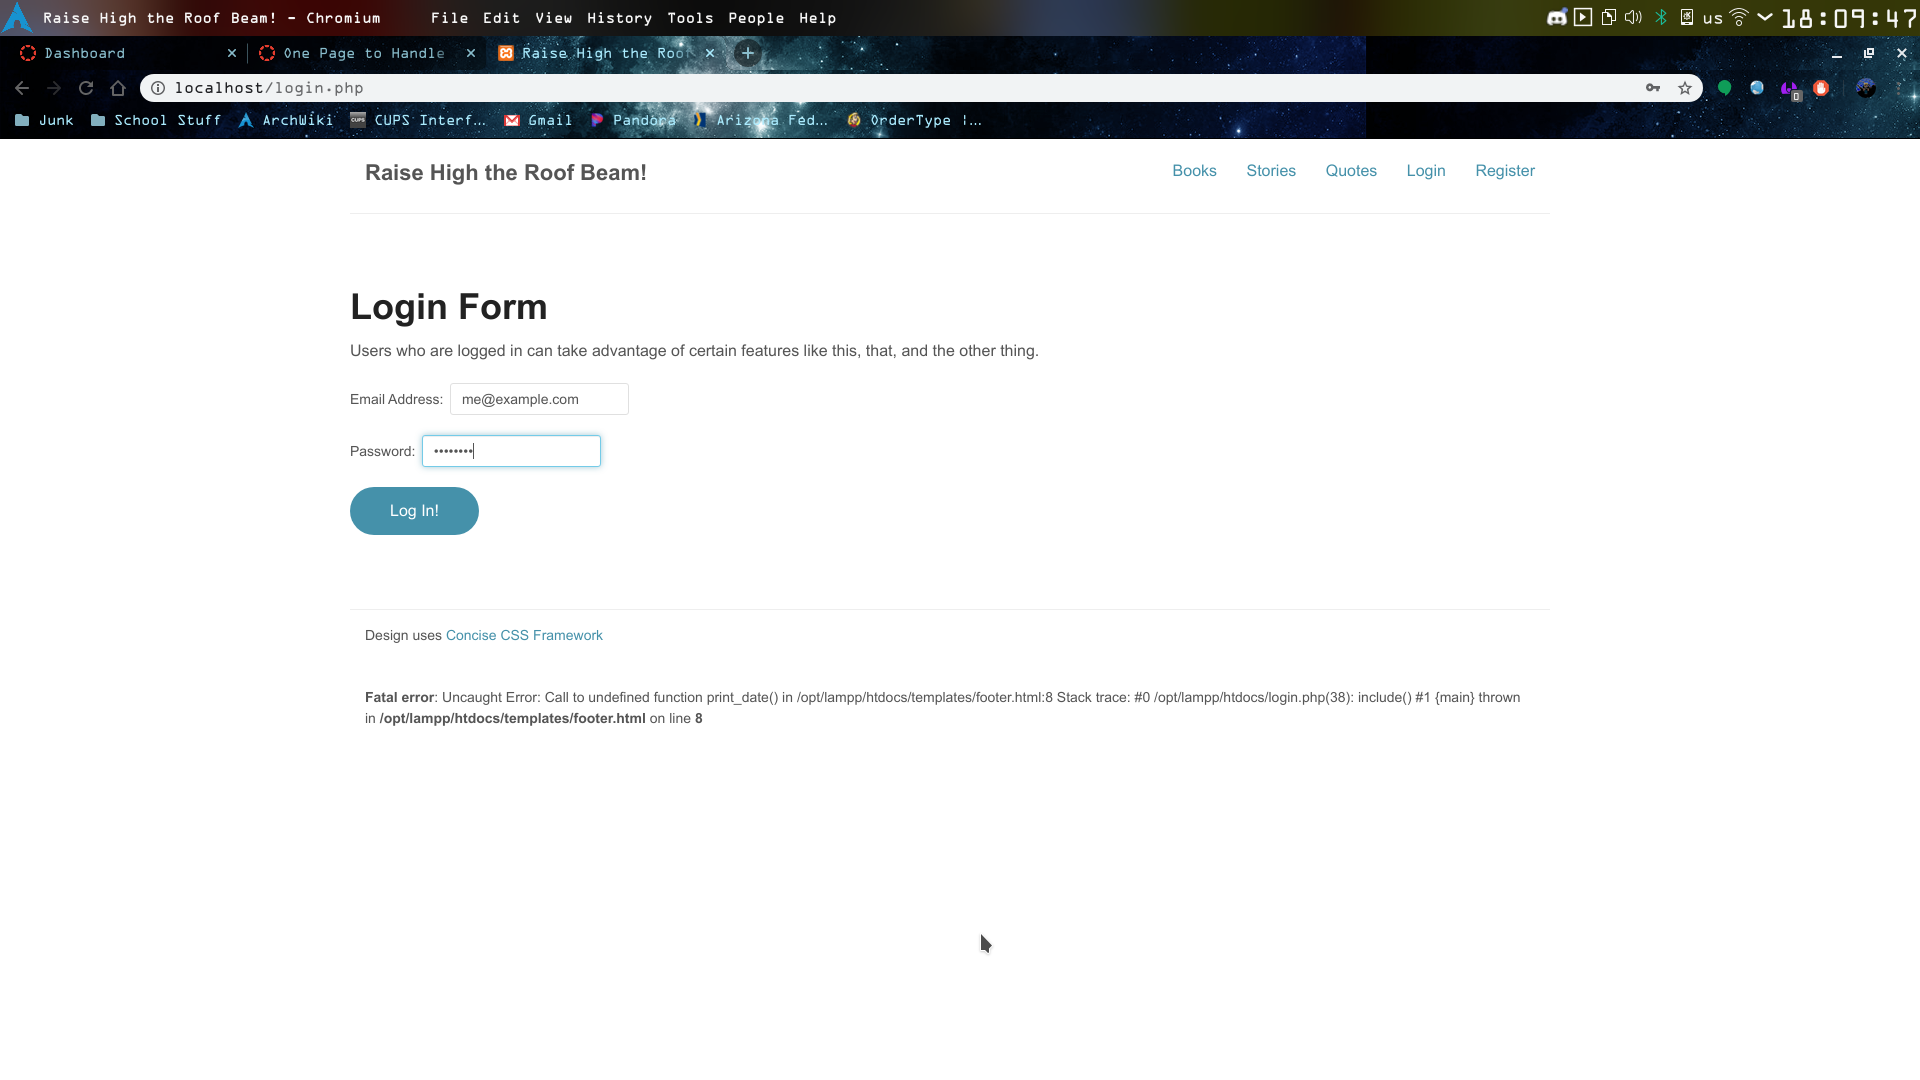 Raise High the Roof Beam! - Chromium File Edit View History Tools People Help us 18:09:47
Dashboard One Page to Handle Raise High the Roo
localhost/login.php
Junk School Stuff ArchWiki CUPS Interf... Gmail Pandora Arizona Fed... OrderType |...
Raise High the Roof Beam! Books Stories Quotes Login Register
Login Form
Users who are logged in can take advantage of certain features like this, that, and the other thing.
Email Address: me@example.com
Password: ••••••••
Log In!
Design uses Concise CSS Framework
Fatal error: Uncaught Error: Call to undefined function print_date() in /opt/lampp/htdocs/templates/footer.html:8 Stack trace: #0 /opt/lampp/htdocs/login.php(38): include() #1 {main} thrown
in /opt/lampp/htdocs/templates/footer.html on line 8